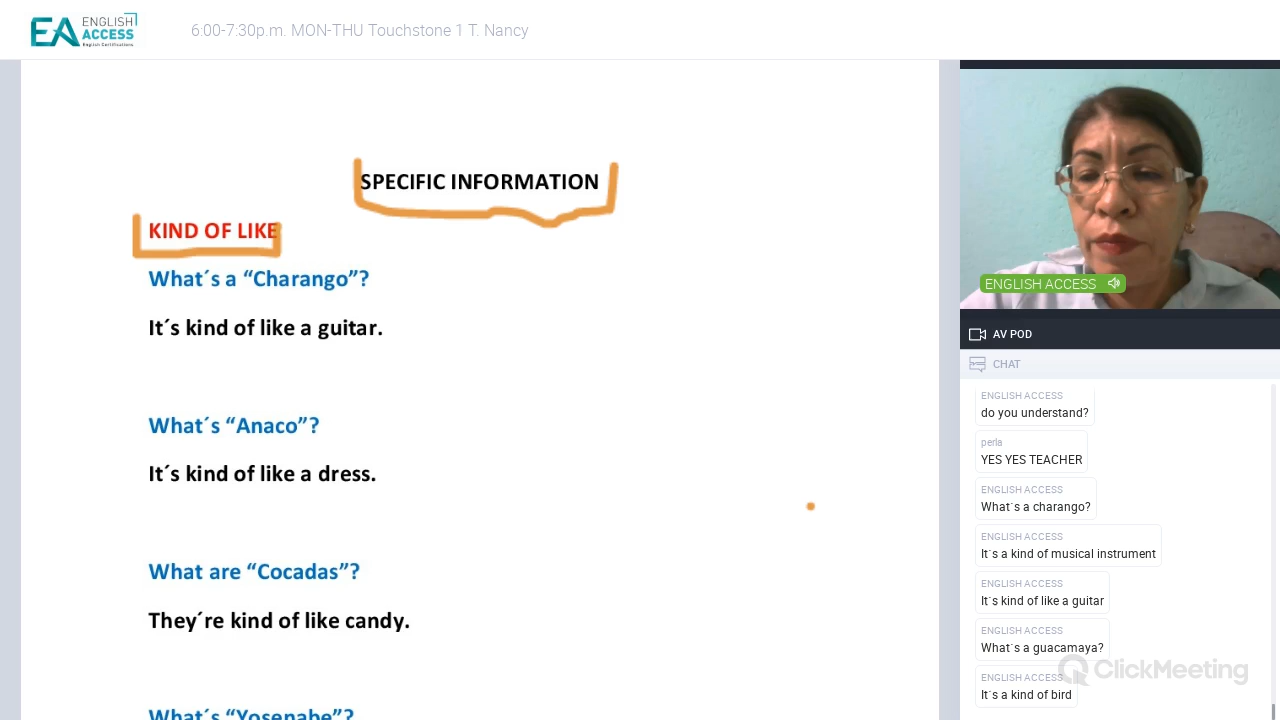 EA ENGLISH ACCESS English Certifications
6:00-7:30p.m. MON-THU Touchstone 1 T. Nancy
SPECIFIC INFORMATION
KIND OF LIKE
What´s a “Charango”?
It´s kind of like a guitar.
What´s “Anaco”?
It´s kind of like a dress.
What are “Cocadas”?
They´re kind of like candy.
What´s “Yosenabe”?
ENGLISH ACCESS
AV POD
CHAT
ENGLISH ACCESS
do you understand?
perla
YES YES TEACHER
ENGLISH ACCESS
What`s a charango?
ENGLISH ACCESS
It`s a kind of musical instrument
ENGLISH ACCESS
It`s kind of like a guitar
ENGLISH ACCESS
What`s a guacamaya?
ENGLISH ACCESS
It`s a kind of bird
ClickMeeting